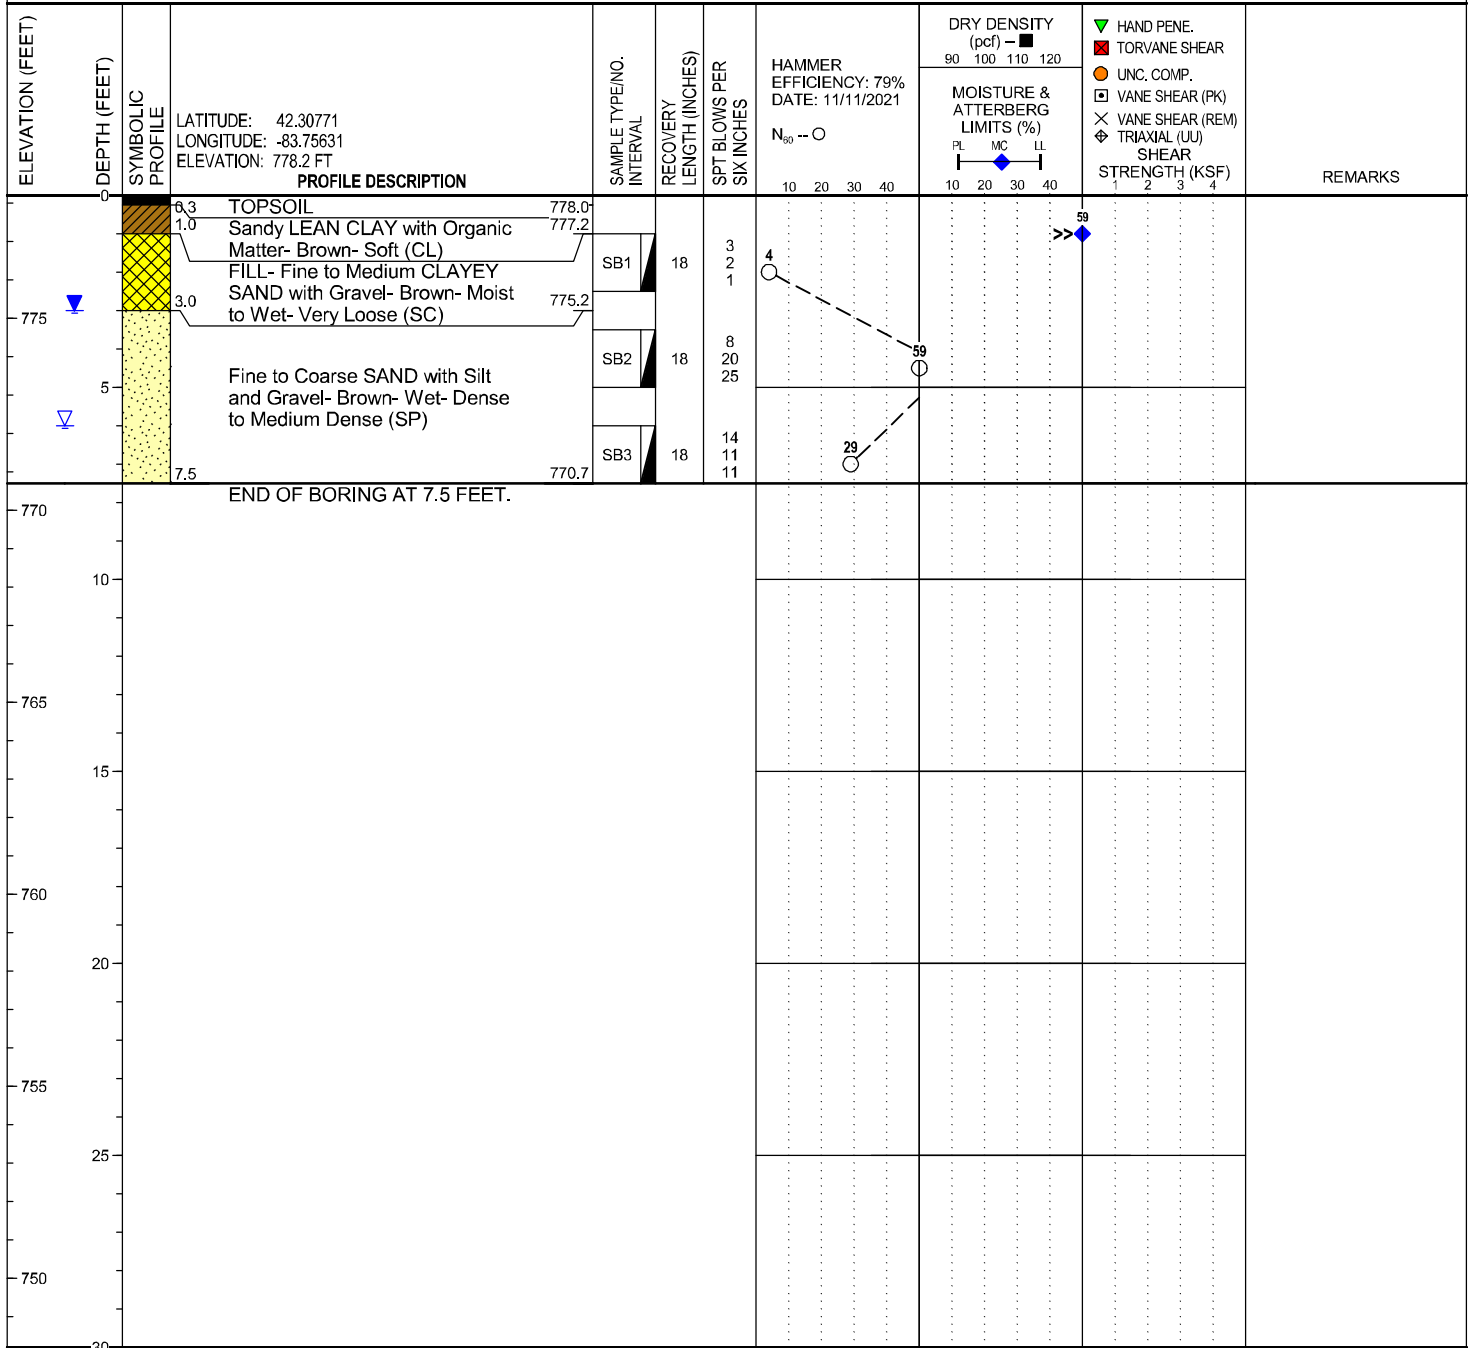 ELEVATION (FEET)
DEPTH (FEET)
SYMBOLIC
PROFILE
LATITUDE: 42.30771
LONGITUDE: -83.75631
ELEVATION: 778.2 FT
PROFILE DESCRIPTION
SAMPLE TYPE/NO.
INTERVAL
RECOVERY
LENGTH (INCHES)
SPT BLOWS PER
SIX INCHES
HAMMER
EFFICIENCY: 79%
DATE: 11/11/2021
N60 -- O
10 20 30 40
DRY DENSITY
(pcf) – ■
90 100 110 120
MOISTURE &
ATTERBERG
LIMITS (%)
PL MC LL
10 20 30 40
HAND PENE.
TORVANE SHEAR
UNC. COMP.
VANE SHEAR (PK)
VANE SHEAR (REM)
TRIAXIAL (UU)
SHEAR
STRENGTH (KSF)
1 2 3 4
REMARKS
0
0.3 TOPSOIL 778.0
1.0 Sandy LEAN CLAY with Organic 777.2
Matter- Brown- Soft (CL)
FILL- Fine to Medium CLAYEY
SAND with Gravel- Brown- Moist
3.0 775.2
to Wet- Very Loose (SC)
SB1 18
3
2
1
4
>> 59
775
SB2 18
8
20
25
59
5
Fine to Coarse SAND with Silt
and Gravel- Brown- Wet- Dense
to Medium Dense (SP)
SB3 18
14
11
11
29
7.5 770.7
END OF BORING AT 7.5 FEET.
770
10
765
15
760
20
755
25
750
30